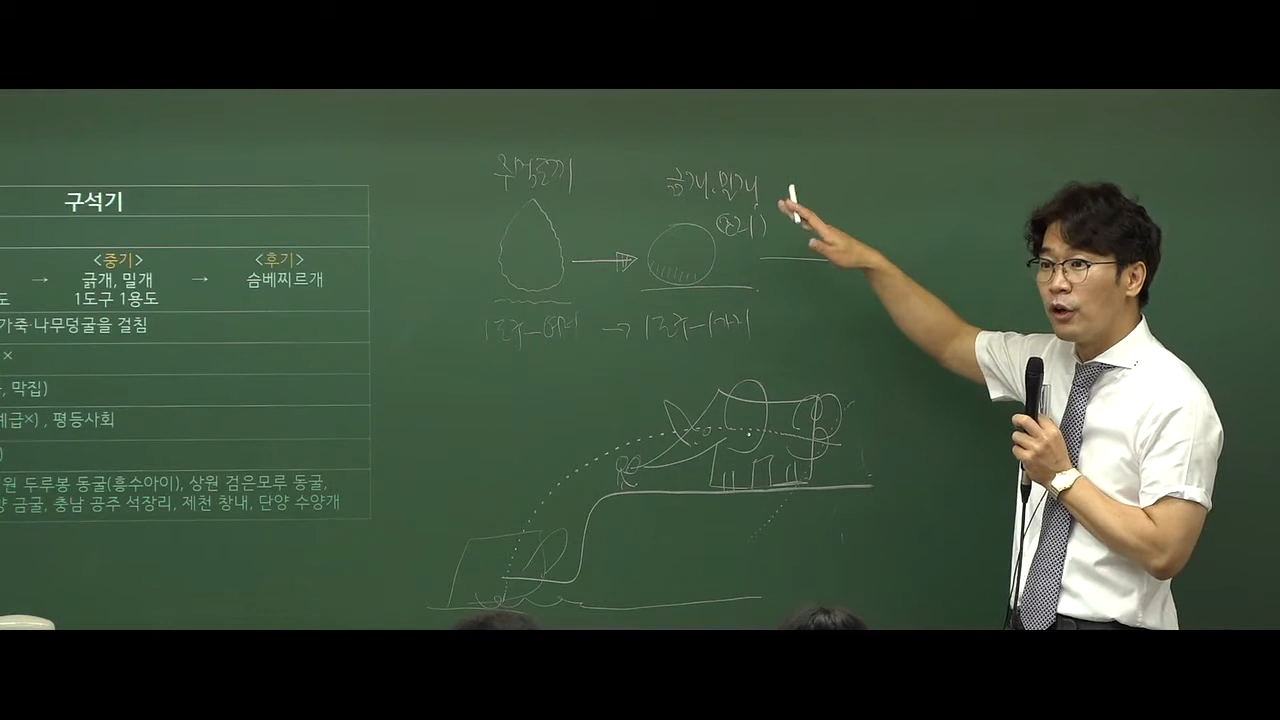 구석기
<중기> <후기>
→ 긁개, 밀개 → 슴베찌르개
도 1도구 1용도
가죽·나무덩굴을 걸침
×
, 막집)
계급×) , 평등사회
)
원 두루봉 동굴(흥수아이), 상원 검은모루 동굴,
양 금굴, 충남 공주 석장리, 제천 창내, 단양 수양개
주먹도끼
긁개, 밀개
→